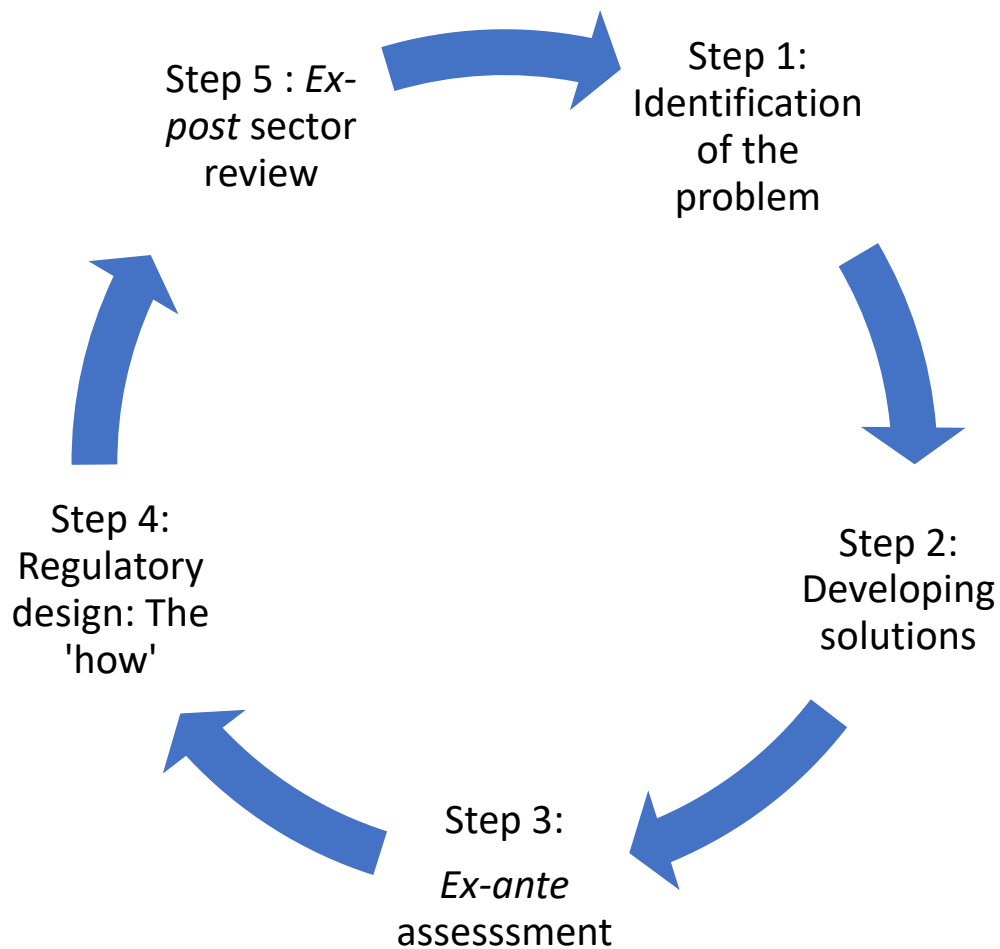 Step 1:
Identification
of the
problem
Step 2:
Developing
solutions
Step 3:
Ex-ante
assesssment
Step 4:
Regulatory
design: The
'how'
Step 5 : Ex-
post sector
review